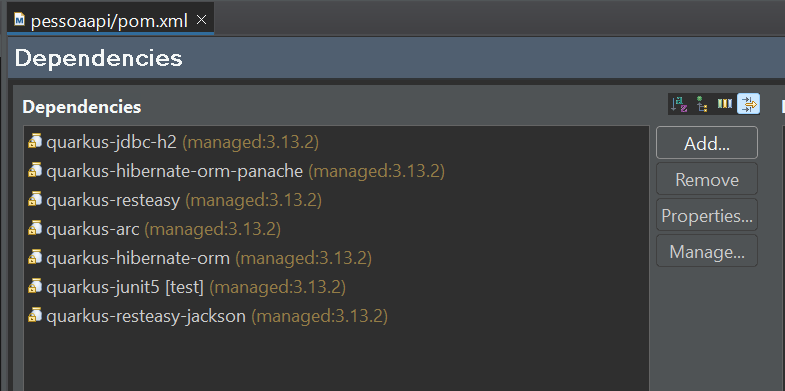 pessoaapi/pom.xml
Dependencies
Dependencies
quarkus-jdbc-h2 (managed:3.13.2)
quarkus-hibernate-orm-panache (managed:3.13.2)
quarkus-resteasy (managed:3.13.2)
quarkus-arc (managed:3.13.2)
quarkus-hibernate-orm (managed:3.13.2)
quarkus-junit5 [test] (managed:3.13.2)
quarkus-resteasy-jackson (managed:3.13.2)
Add...
Remove
Properties...
Manage...